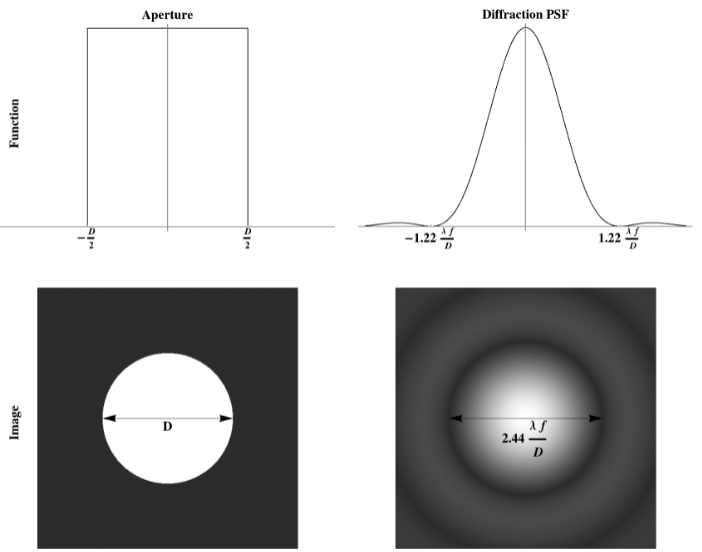 Aperture
Diffraction PSF
Function
−D/2
D/2
−1.22 λf/D
1.22 λf/D
Image
D
2.44 λf/D